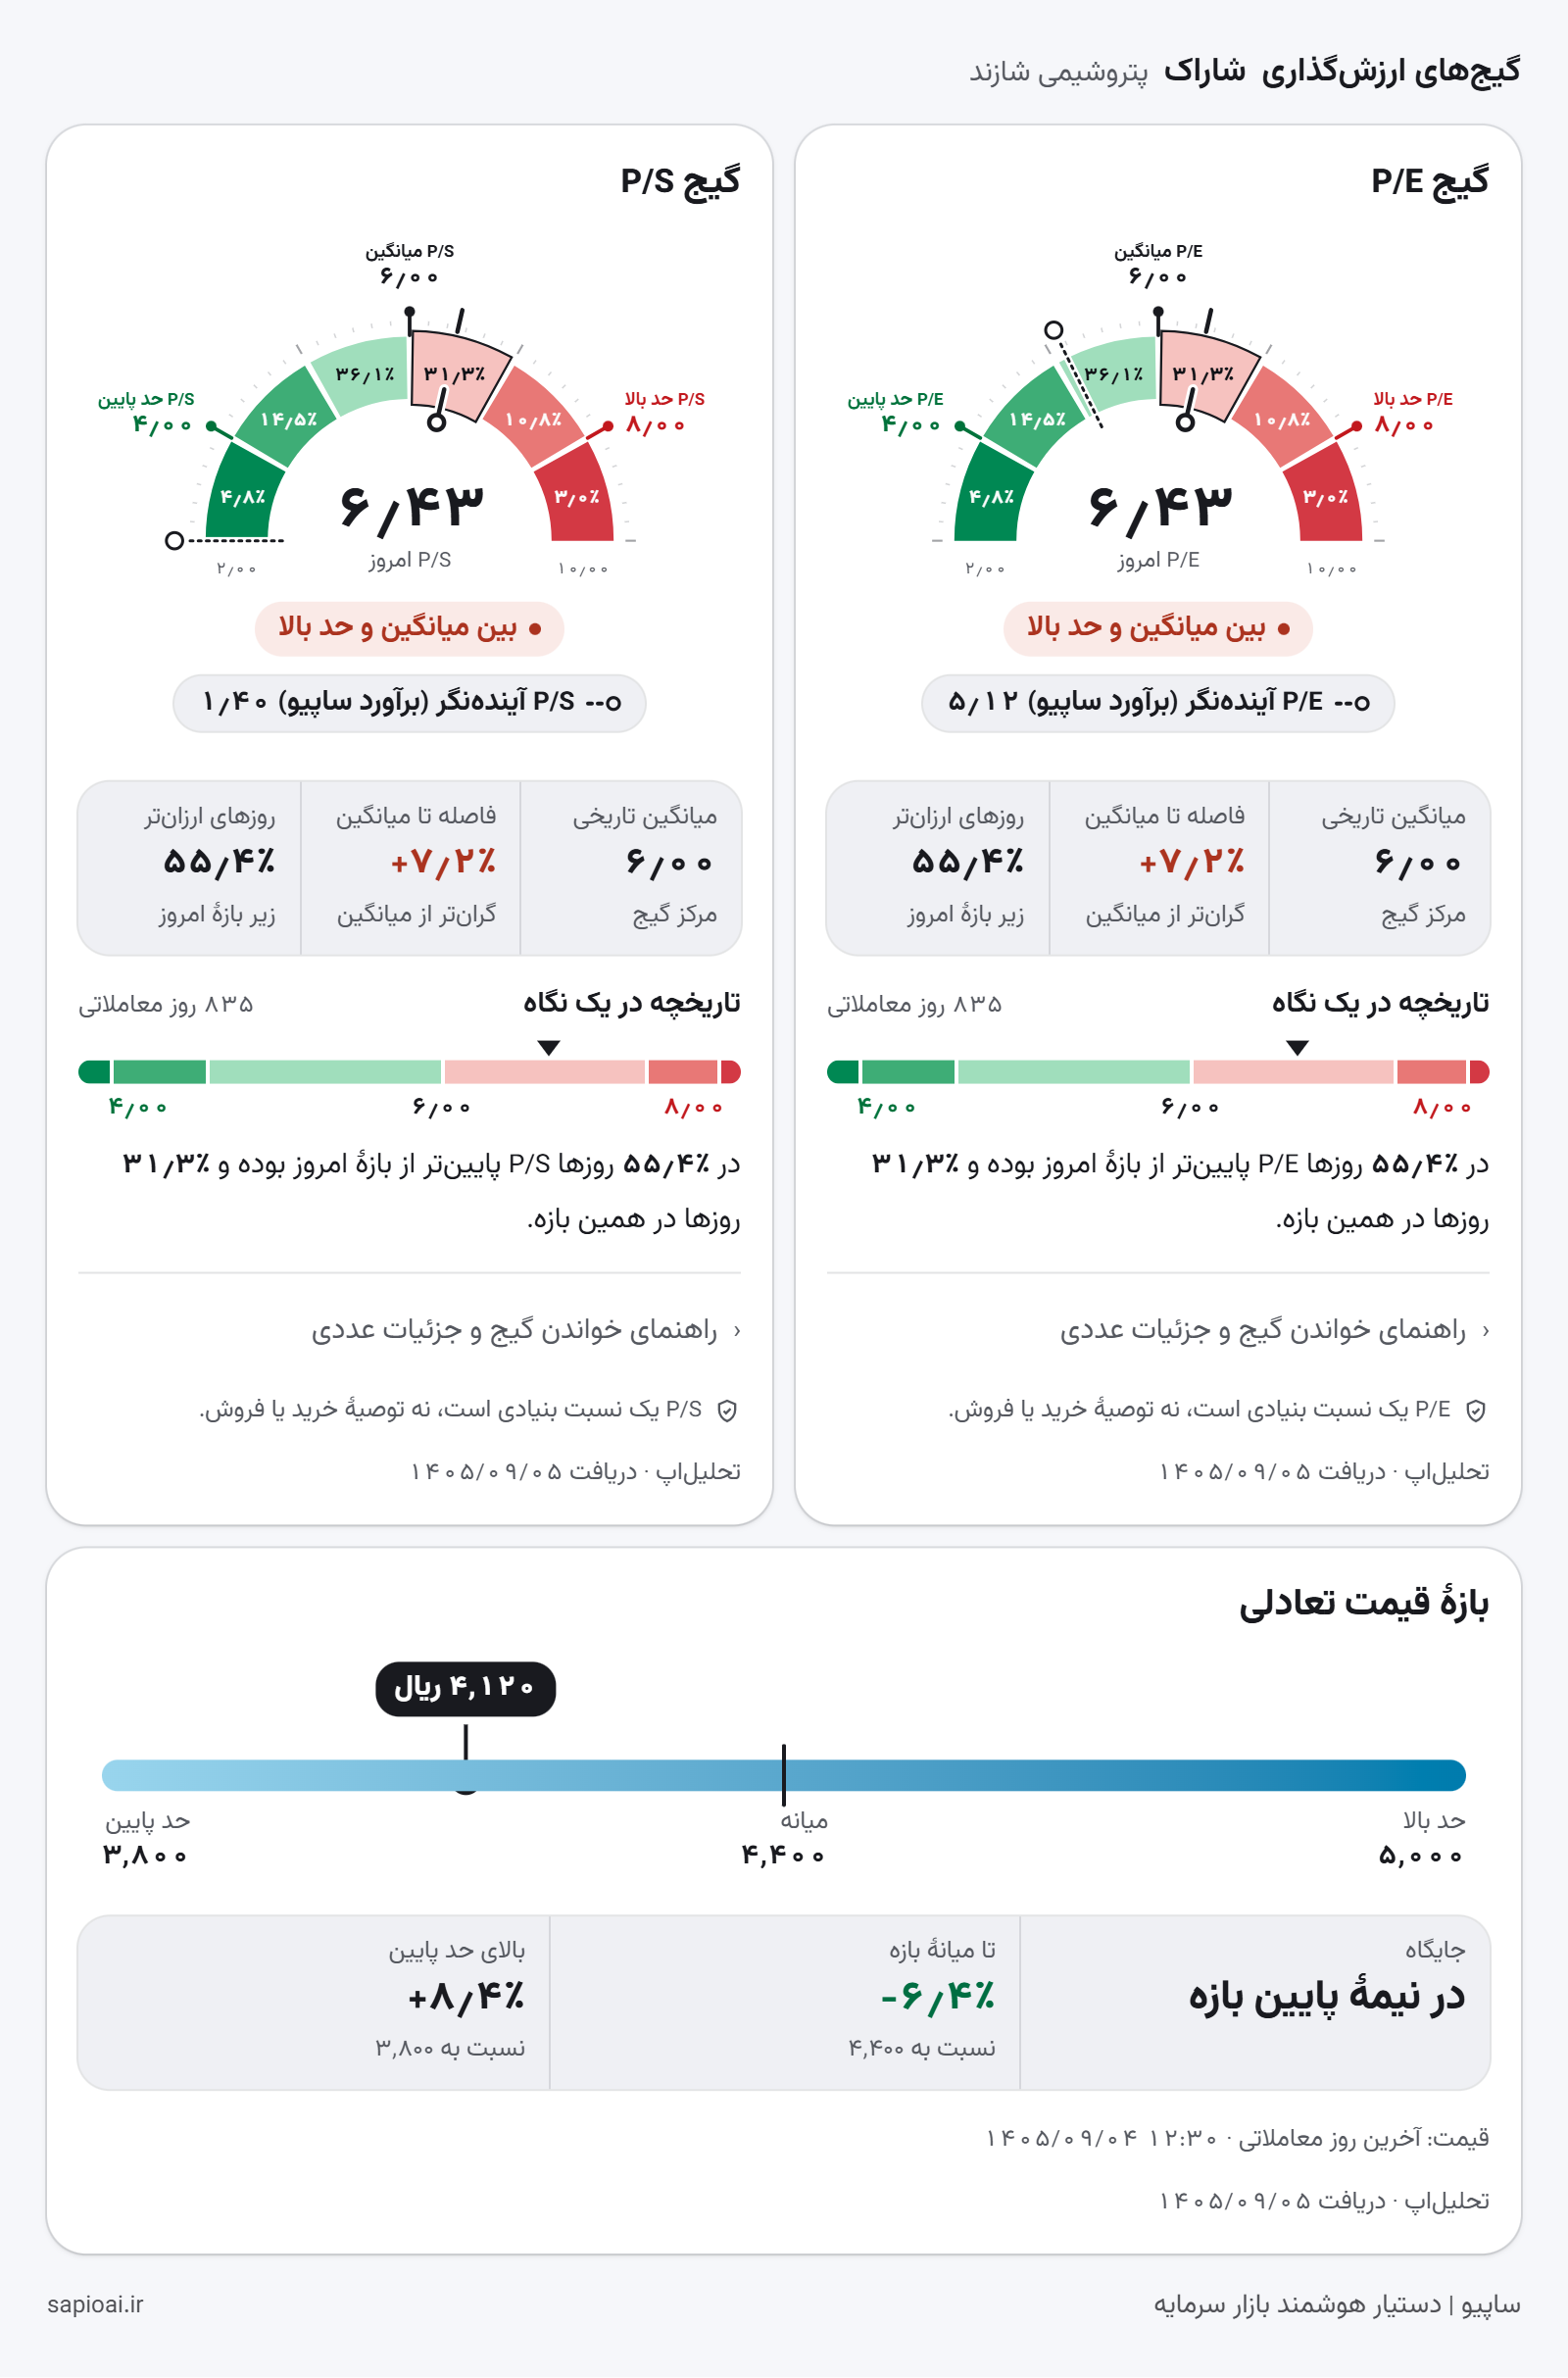 گیج‌های ارزش‌گذاری شاراک پتروشیمی شازند
گیج P/E
P/E میانگین
۶٫۰۰
۳۶٫۱٪
۳۱٫۳٪
P/E حد پایین
۴٫۰۰
۱۴٫۵٪
۱۰٫۸٪
P/E حد بالا
۸٫۰۰
۴٫۸٪
۳٫۰٪
۶٫۴۳
P/E امروز
۲٫۰۰
۱۰٫۰۰
بین میانگین و حد بالا
P/E آینده‌نگر (برآورد ساپیو) ۵٫۱۲
میانگین تاریخی
۶٫۰۰
مرکز گیج
فاصله تا میانگین
+۷٫۲٪
گران‌تر از میانگین
روزهای ارزان‌تر
۵۵٫۴٪
زیر بازهٔ امروز
تاریخچه در یک نگاه
۸۳۵ روز معاملاتی
۸٫۰۰
۶٫۰۰
۴٫۰۰
در ۵۵٫۴٪ روزها P/E پایین‌تر از بازهٔ امروز بوده و ۳۱٫۳٪
روزها در همین بازه.
‹ راهنمای خواندن گیج و جزئیات عددی
P/E یک نسبت بنیادی است، نه توصیهٔ خرید یا فروش.
تحلیل‌اپ · دریافت ۱۴۰۵/۰۹/۰۵
گیج P/S
P/S میانگین
۶٫۰۰
۳۶٫۱٪
۳۱٫۳٪
P/S حد پایین
۴٫۰۰
۱۴٫۵٪
۱۰٫۸٪
P/S حد بالا
۸٫۰۰
۴٫۸٪
۳٫۰٪
۶٫۴۳
P/S امروز
۲٫۰۰
۱۰٫۰۰
بین میانگین و حد بالا
P/S آینده‌نگر (برآورد ساپیو) ۱٫۴۰
میانگین تاریخی
۶٫۰۰
مرکز گیج
فاصله تا میانگین
+۷٫۲٪
گران‌تر از میانگین
روزهای ارزان‌تر
۵۵٫۴٪
زیر بازهٔ امروز
تاریخچه در یک نگاه
۸۳۵ روز معاملاتی
۸٫۰۰
۶٫۰۰
۴٫۰۰
در ۵۵٫۴٪ روزها P/S پایین‌تر از بازهٔ امروز بوده و ۳۱٫۳٪
روزها در همین بازه.
‹ راهنمای خواندن گیج و جزئیات عددی
P/S یک نسبت بنیادی است، نه توصیهٔ خرید یا فروش.
تحلیل‌اپ · دریافت ۱۴۰۵/۰۹/۰۵
بازهٔ قیمت تعادلی
۴,۱۲۰ ریال
حد بالا
۵,۰۰۰
میانه
۴,۴۰۰
حد پایین
۳,۸۰۰
جایگاه
در نیمهٔ پایین بازه
تا میانهٔ بازه
-۶٫۴٪
نسبت به ۴,۴۰۰
بالای حد پایین
+۸٫۴٪
نسبت به ۳,۸۰۰
قیمت: آخرین روز معاملاتی · ۱۲:۳۰ ۱۴۰۵/۰۹/۰۴
تحلیل‌اپ · دریافت ۱۴۰۵/۰۹/۰۵
ساپیو | دستیار هوشمند بازار سرمایه
sapioai.ir